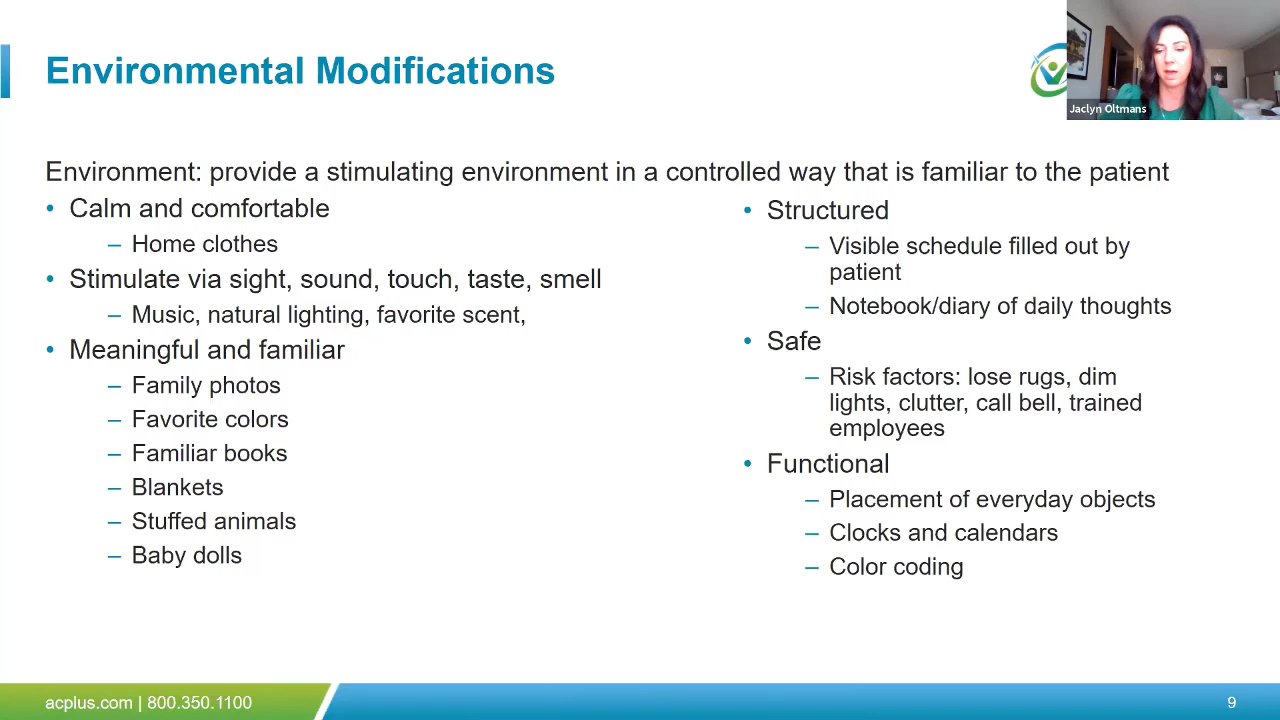 Environmental Modifications
Jaclyn Oltmans
Environment: provide a stimulating environment in a controlled way that is familiar to the patient
• Calm and comfortable
– Home clothes
• Stimulate via sight, sound, touch, taste, smell
– Music, natural lighting, favorite scent,
• Meaningful and familiar
– Family photos
– Favorite colors
– Familiar books
– Blankets
– Stuffed animals
– Baby dolls
• Structured
– Visible schedule filled out by
patient
– Notebook/diary of daily thoughts
• Safe
– Risk factors: lose rugs, dim
lights, clutter, call bell, trained
employees
• Functional
– Placement of everyday objects
– Clocks and calendars
– Color coding
acplus.com | 800.350.1100
9